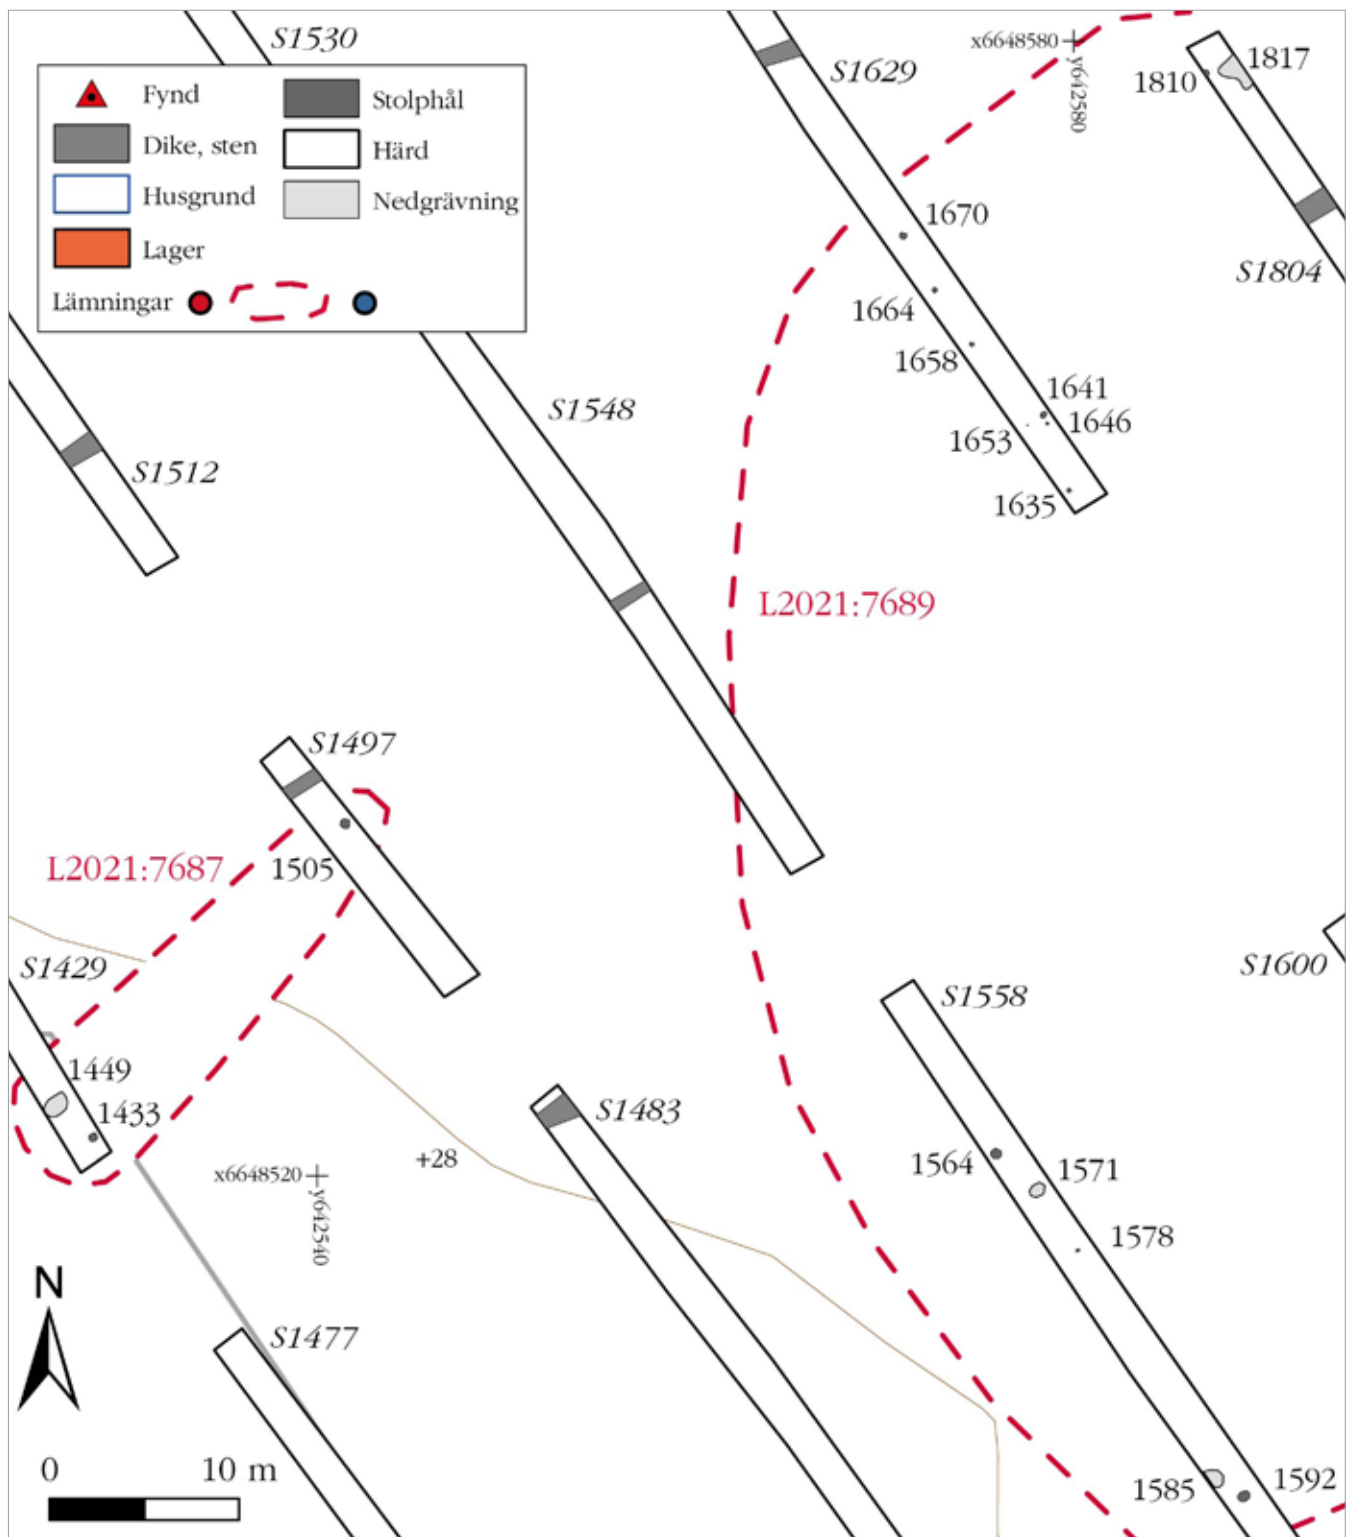 S1530
x6648580
y642580
S1629
1817
1810
Fynd
Stolphål
Dike, sten
Härd
Husgrund
Nedgrävning
Lager
Lämningar
1670
S1804
1664
1658
1641
1646
1653
1635
S1548
S1512
L2021:7689
S1497
L2021:7687
1505
S1429
S1600
S1558
1449
1433
S1483
+28
x6648520
y642540
1564
1571
1578
N
S1477
0 10 m
1585
1592